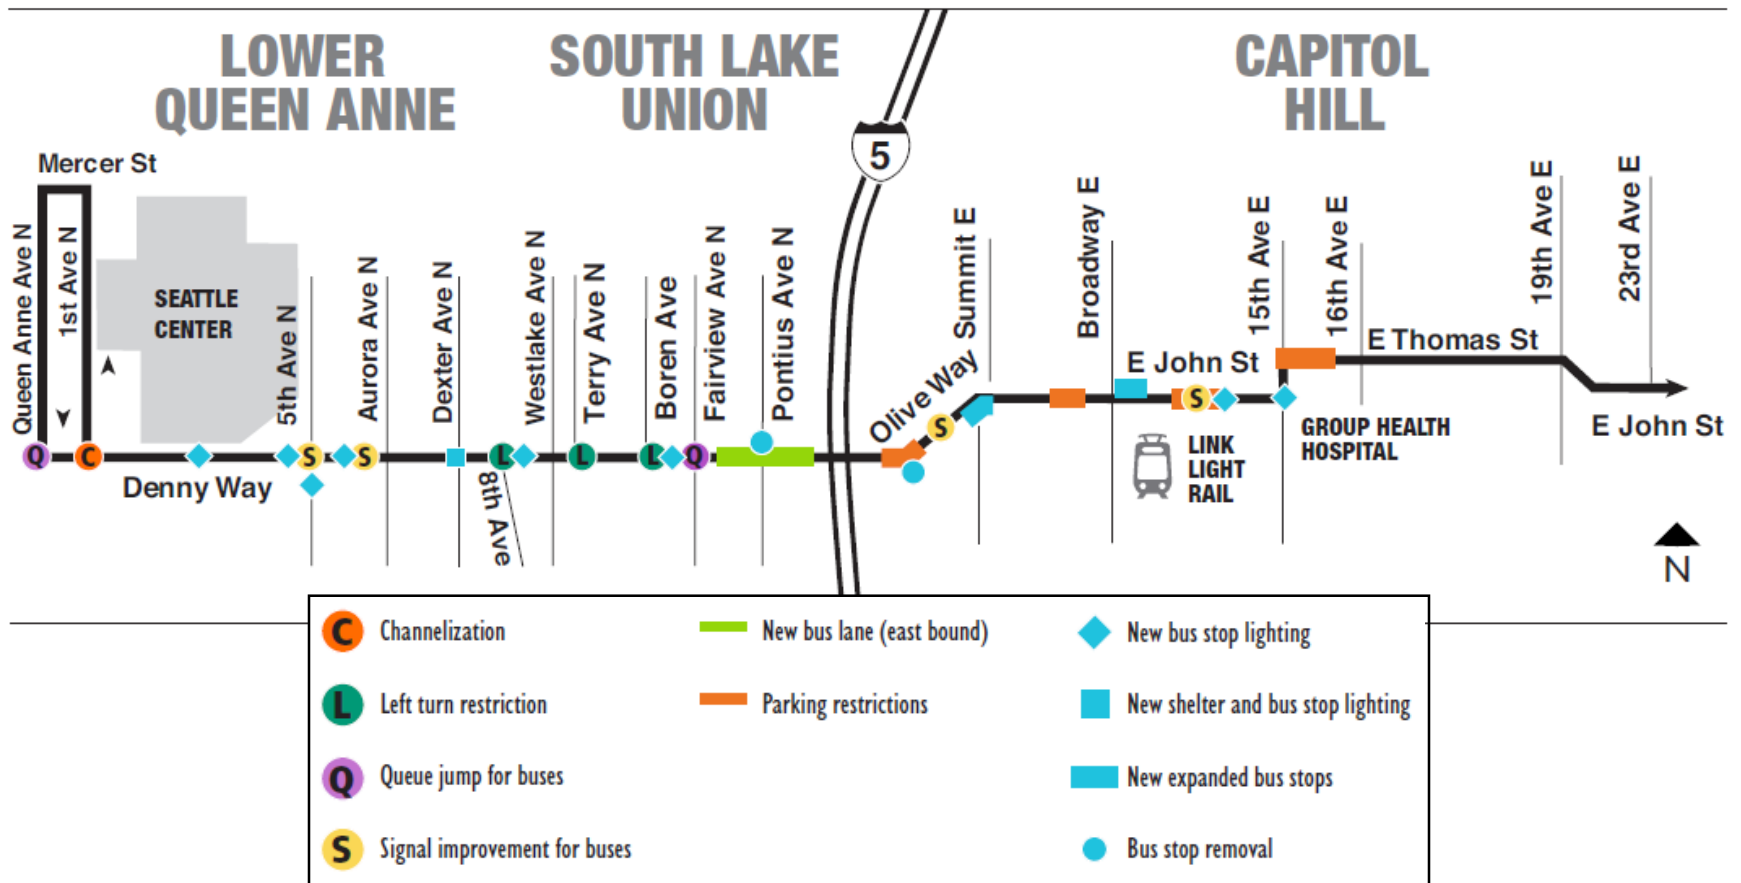 LOWER
QUEEN ANNE
SOUTH LAKE
UNION
CAPITOL
HILL
5
Mercer St
Queen Anne Ave N
1st Ave N
SEATTLE
CENTER
5th Ave N
Aurora Ave N
Dexter Ave N
Westlake Ave N
Terry Ave N
Boren Ave
Fairview Ave N
Pontius Ave N
Summit E
Broadway E
15th Ave E
16th Ave E
19th Ave E
23rd Ave E
E Thomas St
E John St
Olive Way
E John St
GROUP HEALTH
HOSPITAL
LINK
LIGHT
RAIL
Q
C
S
S
L
L
L
Q
S
S
Denny Way
8th Ave
N
C Channelization
New bus lane (east bound)
New bus stop lighting
L Left turn restriction
Parking restrictions
New shelter and bus stop lighting
Q Queue jump for buses
New expanded bus stops
S Signal improvement for buses
Bus stop removal